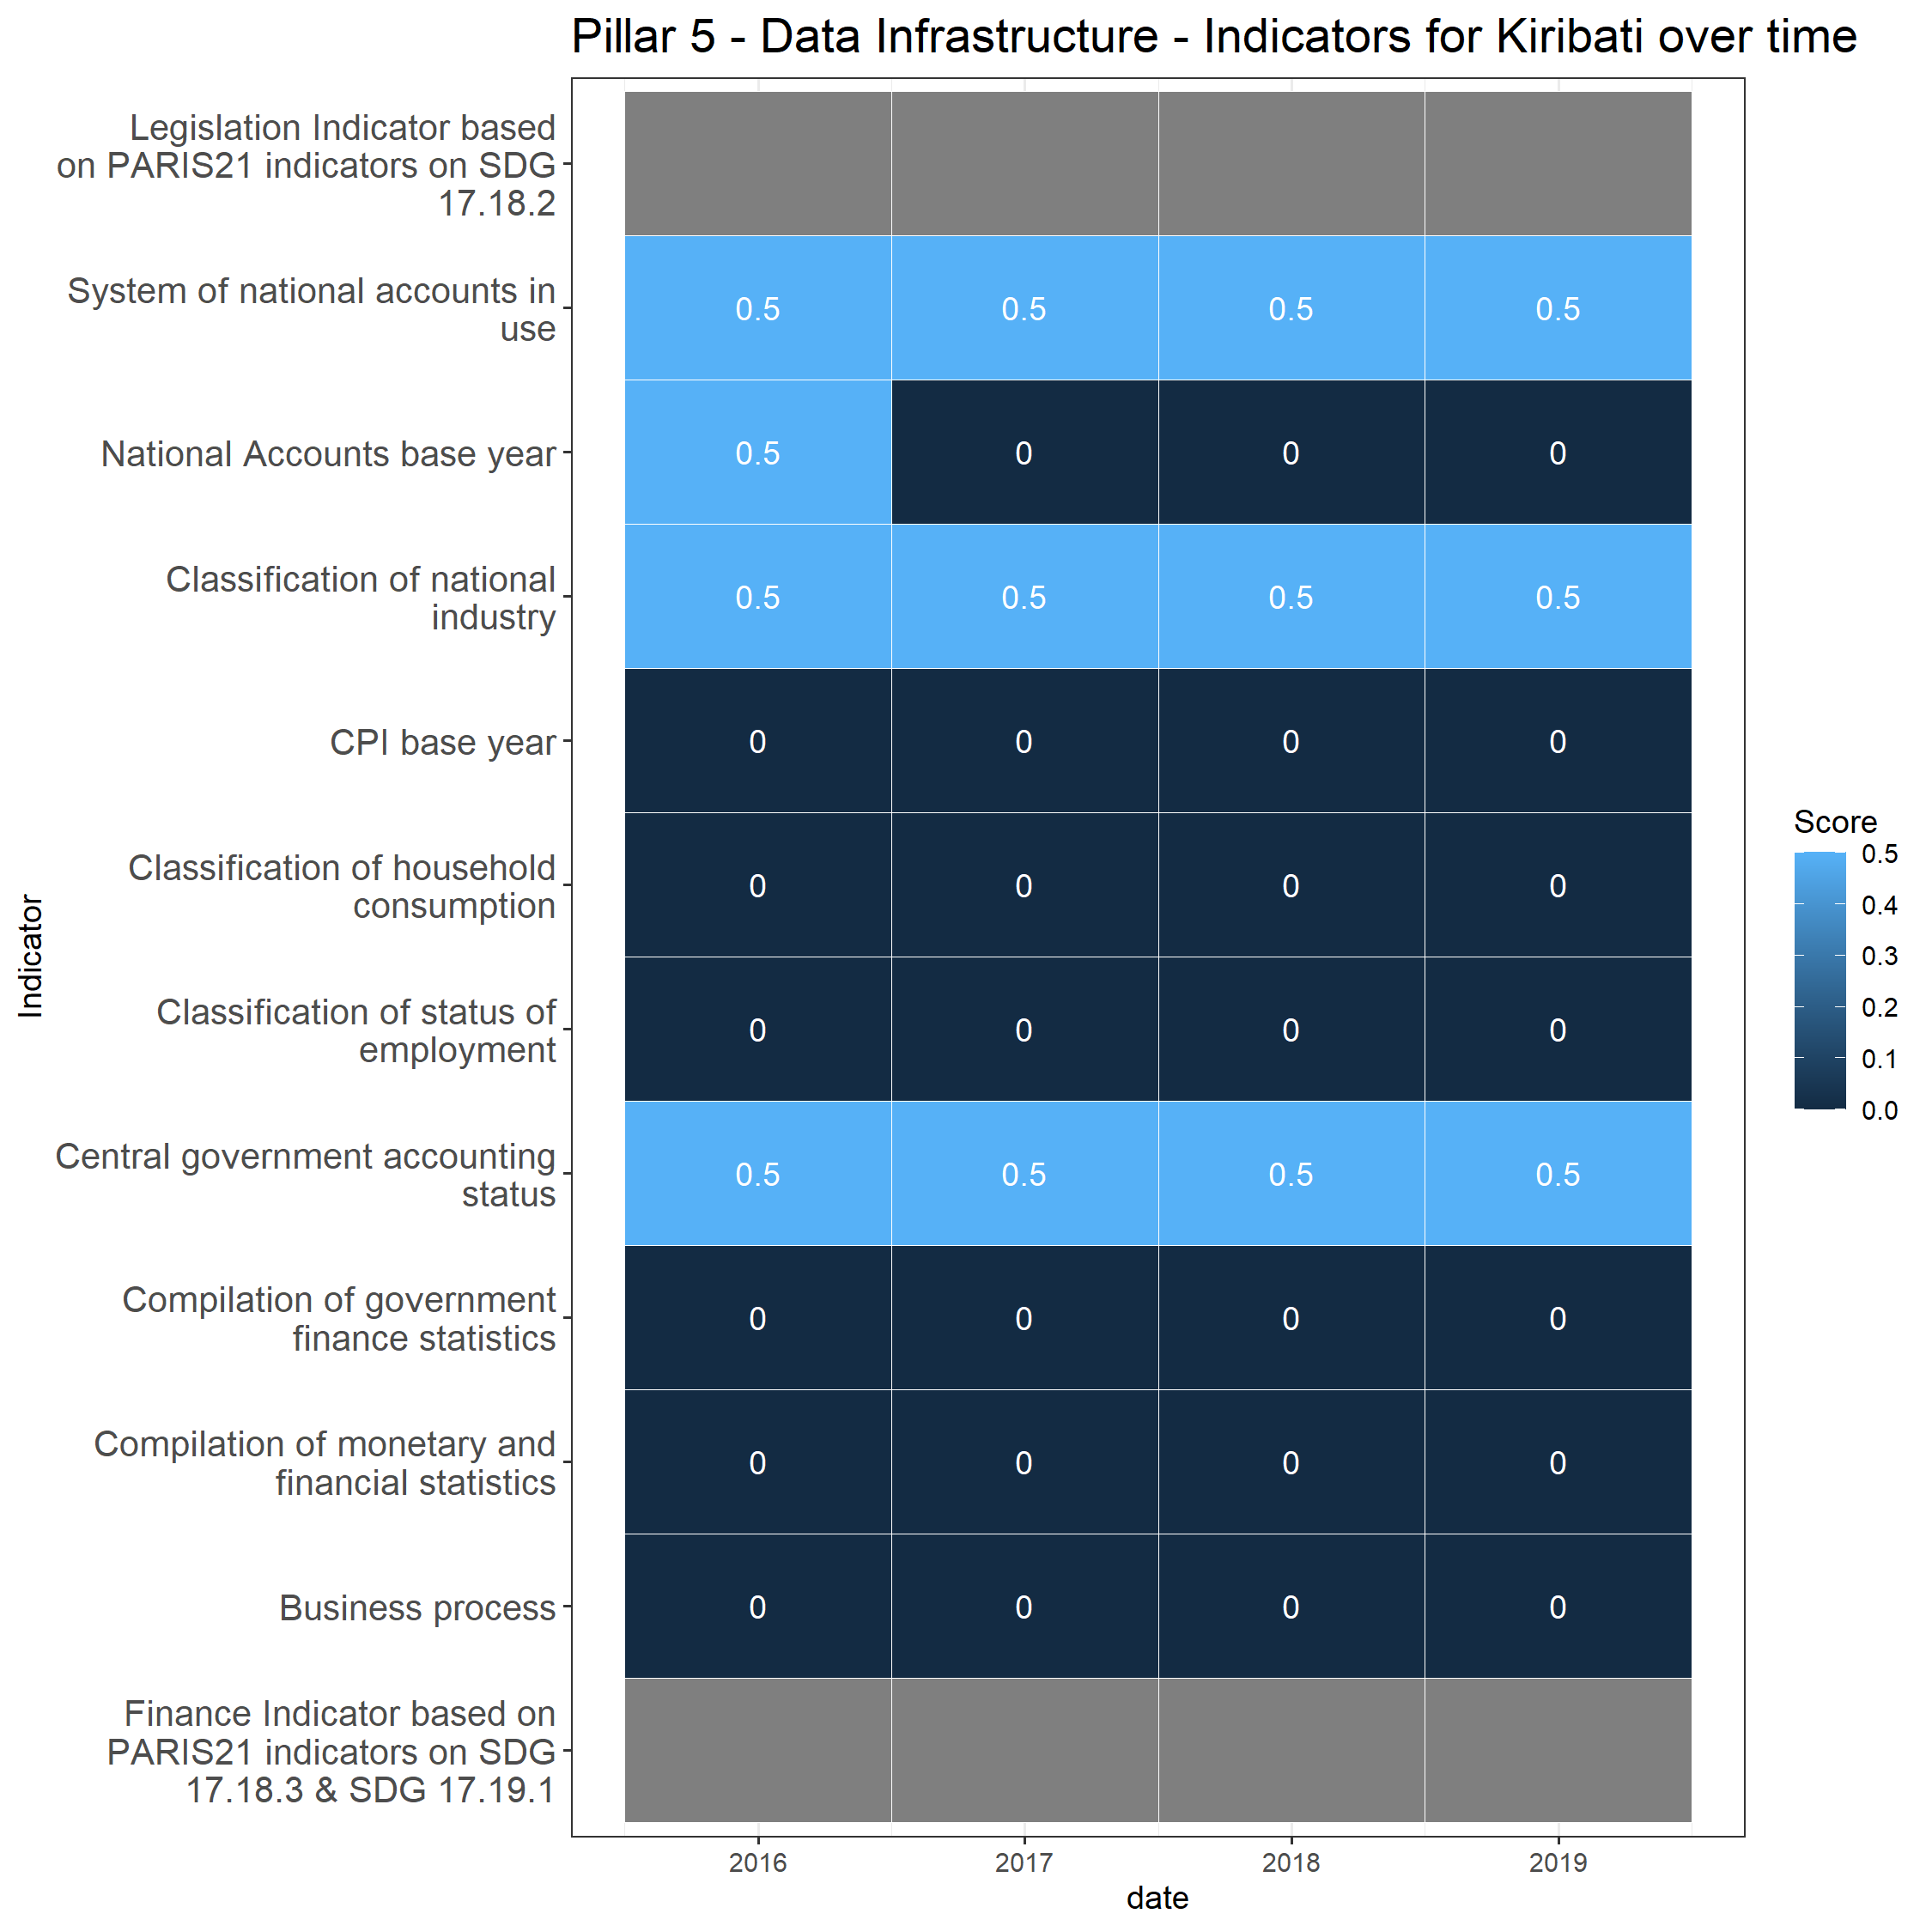 Pillar 5 - Data Infrastructure - Indicators for Kiribati over time
Legislation Indicator based
on PARIS21 indicators on SDG
17.18.2
System of national accounts in
use
0.5 0.5 0.5 0.5
National Accounts base year
0.5 0 0 0
Classification of national
industry
0.5 0.5 0.5 0.5
CPI base year
0 0 0 0
Classification of household
consumption
0 0 0 0
Classification of status of
employment
0 0 0 0
Central government accounting
status
0.5 0.5 0.5 0.5
Compilation of government
finance statistics
0 0 0 0
Compilation of monetary and
financial statistics
0 0 0 0
Business process
0 0 0 0
Finance Indicator based on
PARIS21 indicators on SDG
17.18.3 & SDG 17.19.1
2016 2017 2018 2019
date
Indicator
Score
0.5
0.4
0.3
0.2
0.1
0.0